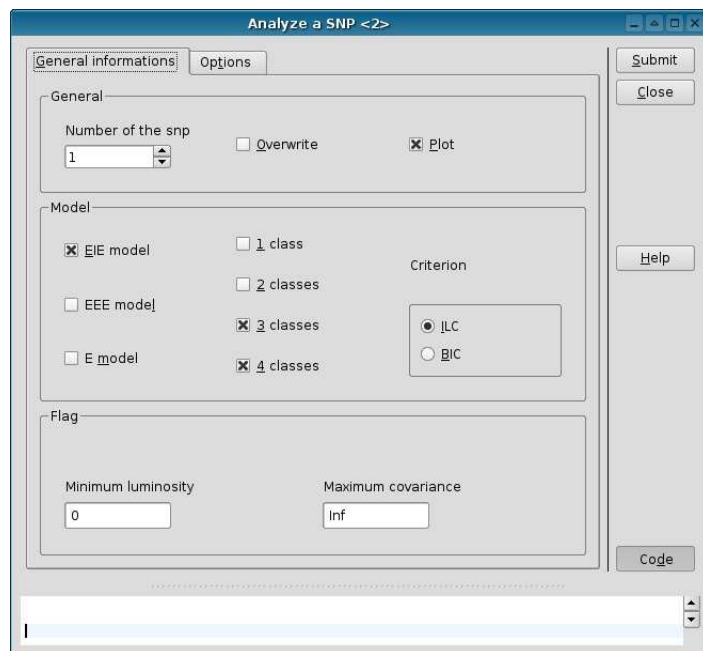 Analyze a SNP <2>
General informations
Options
Submit
Close
General
Number of the snp
1
Overwrite
Plot
Model
EIE model
1 class
Criterion
Help
2 classes
EEE model
3 classes
ILC
BIC
E model
4 classes
Flag
Minimum luminosity
Maximum covariance
0
Inf
Code